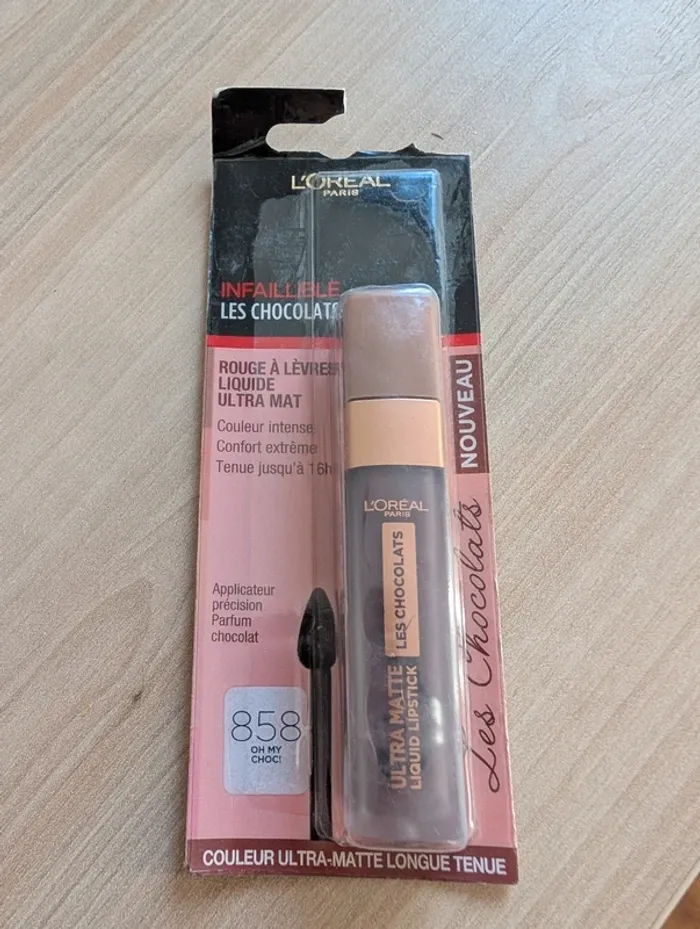 L'ORÉAL
PARIS
INFAILLIBLE
LES CHOCOLATS
ROUGE À LÈVRES
LIQUIDE
ULTRA MAT
Couleur intense
Confort extrême
Tenue jusqu'à 16h
NOUVEAU
Les Chocolats
L'ORÉAL
PARIS
LES CHOCOLATS
ULTRA MATTE
LIQUID LIPSTICK
Applicateur
précision
Parfum
chocolat
858
OH MY
CHOC!
COULEUR ULTRA-MATTE LONGUE TENUE